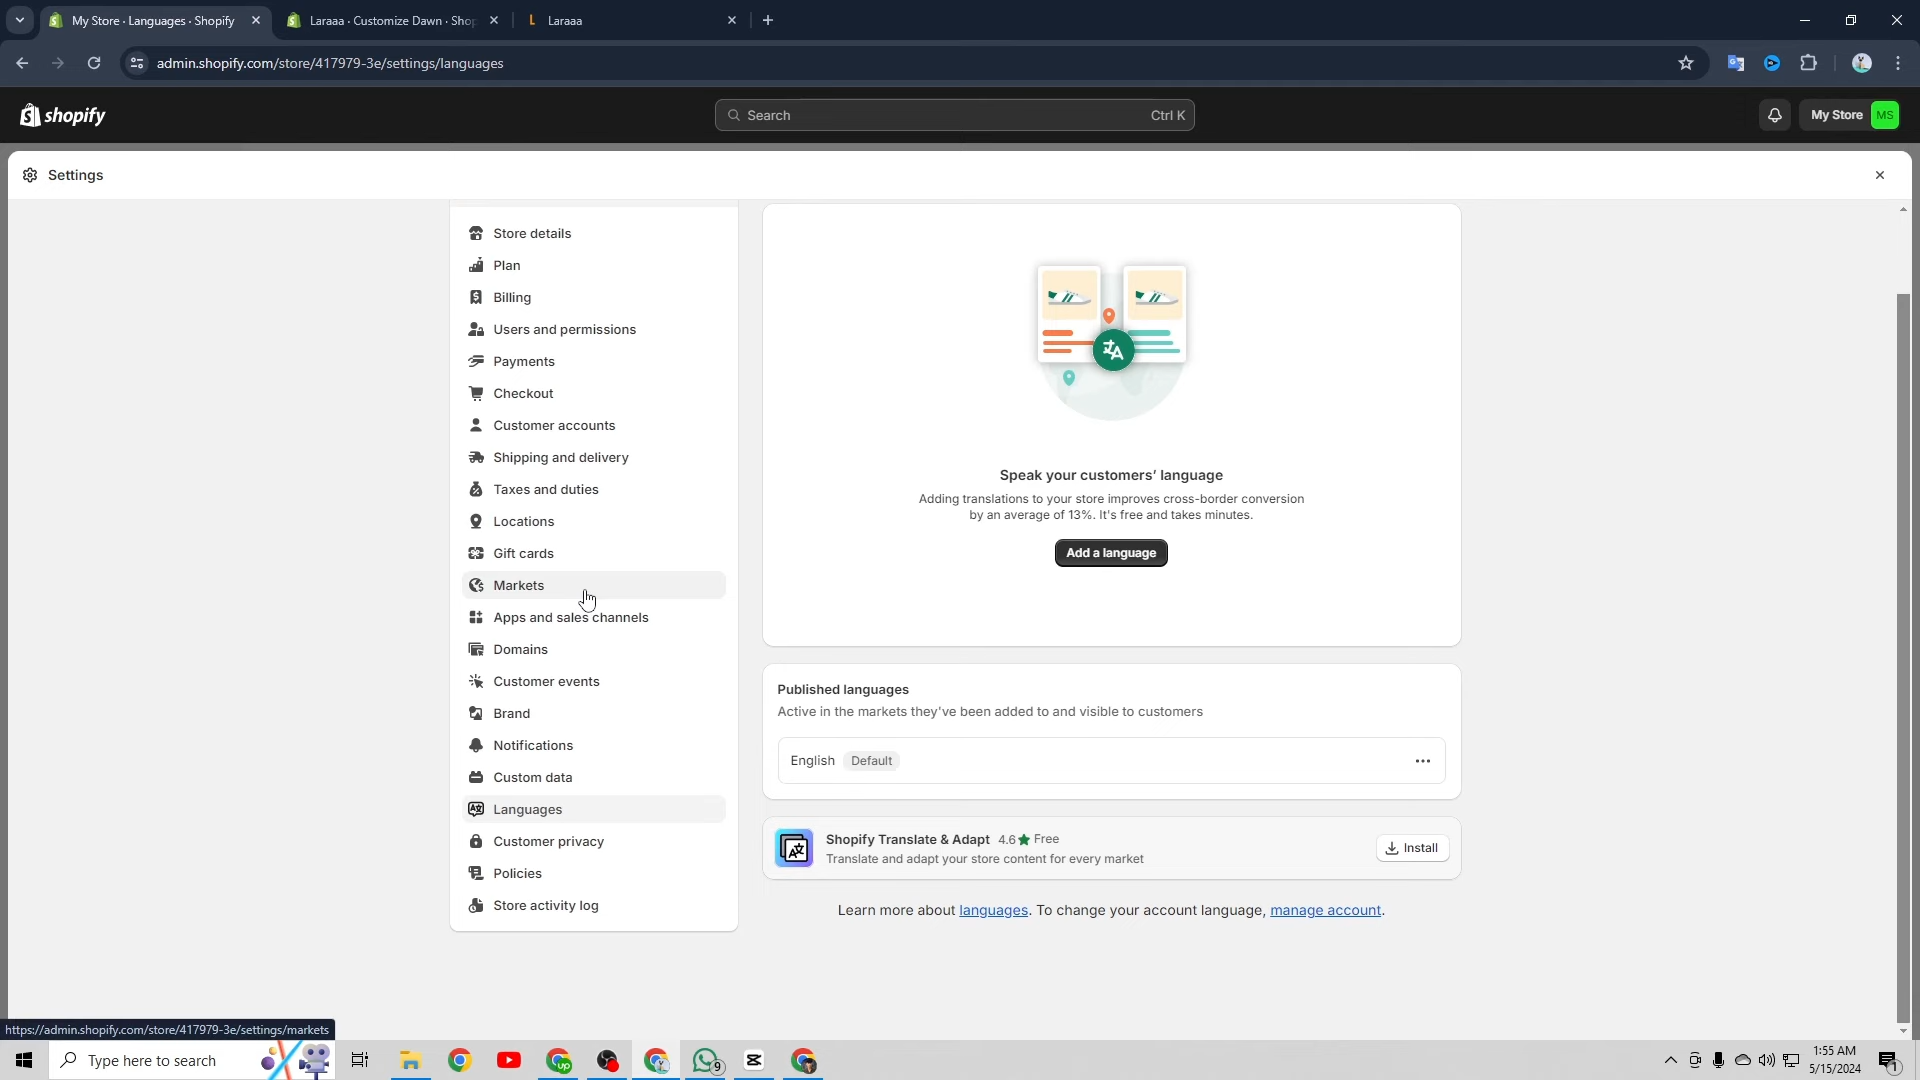 My Store · Languages · Shopify
Laraaa · Customize Dawn · Shop
Laraaa
admin.shopify.com/store/417979-3e/settings/languages
shopify
Search
Ctrl K
My Store
MS
Settings
Store details
Plan
Billing
Users and permissions
Payments
Checkout
Customer accounts
Shipping and delivery
Taxes and duties
Locations
Gift cards
Markets
Apps and sales channels
Domains
Customer events
Brand
Notifications
Custom data
Languages
Customer privacy
Policies
Store activity log
Speak your customers' language
Adding translations to your store improves cross-border conversion
by an average of 13%. It's free and takes minutes.
Add a language
Published languages
Active in the markets they've been added to and visible to customers
English Default
Shopify Translate & Adapt 4.6★ Free
Translate and adapt your store content for every market
Install
Learn more about languages. To change your account language, manage account.
https://admin.shopify.com/store/417979-3e/settings/markets
Type here to search
up
9
1:55 AM
5/15/2024
1